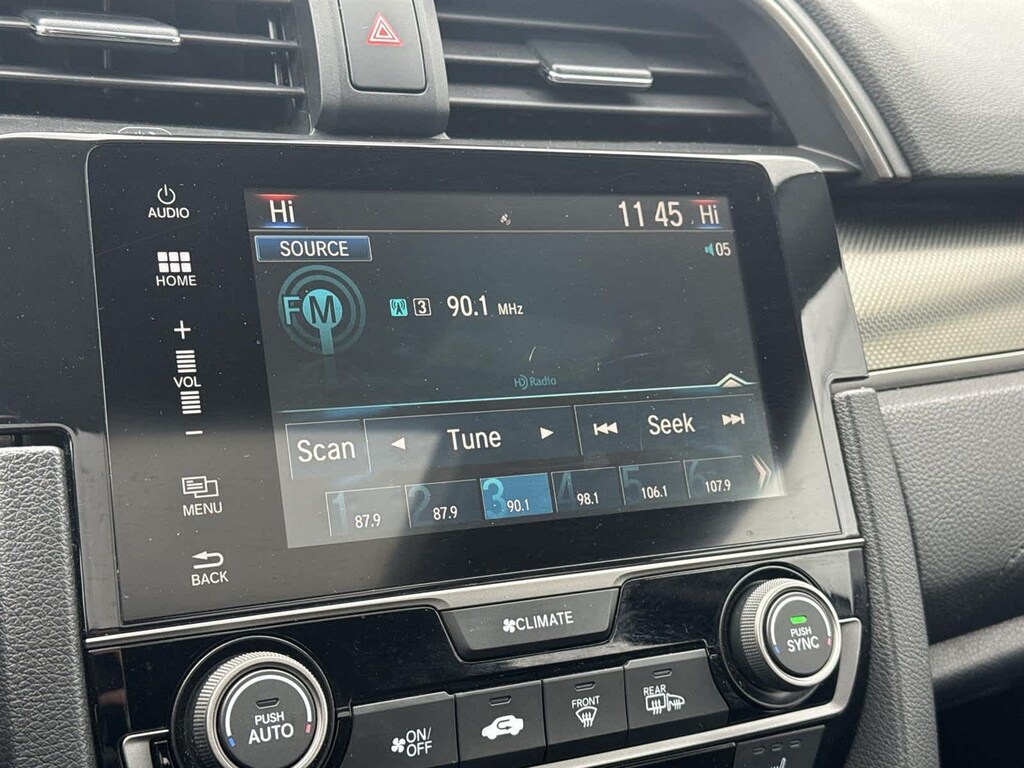 AUDIO
HOME
+
VOL
-
MENU
BACK
Hi
11 45
Hi
SOURCE
05
FM
3
90.1 MHz
HD Radio
Scan
Tune
Seek
1 87.9
2 87.9
3 90.1
4 98.1
5 106.1
6 107.9
CLIMATE
PUSH
AUTO
ON/
OFF
FRONT
REAR
PUSH
SYNC